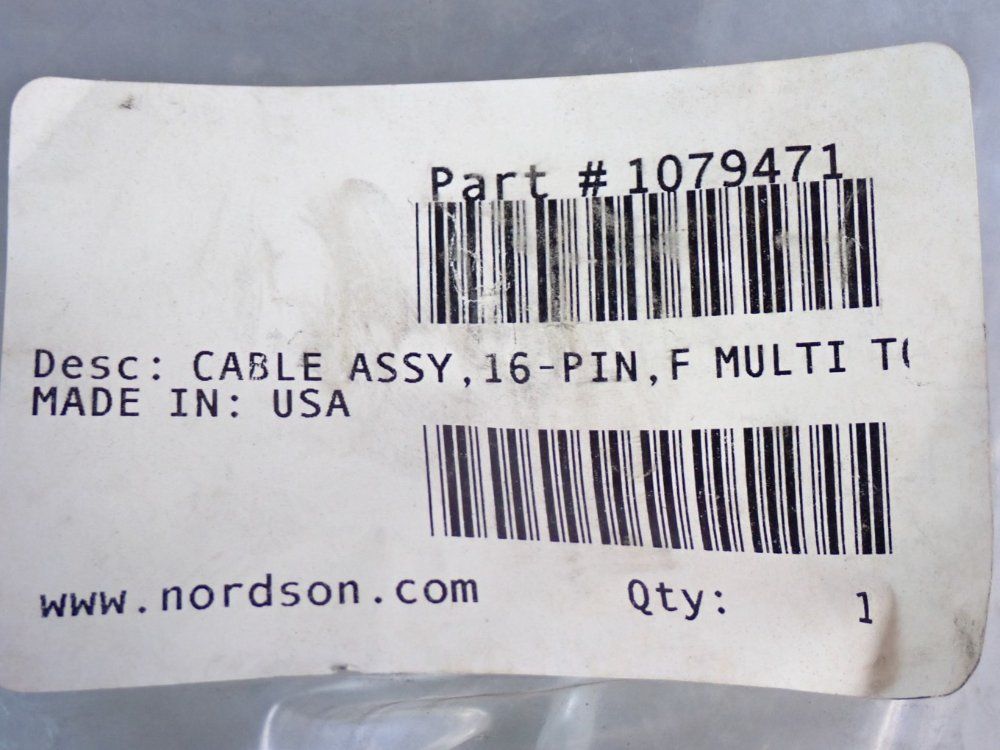 Part # 1079471
Desc: CABLE ASSY,16-PIN,F MULTI
MADE IN: USA
www.nordson.com Qty: 1